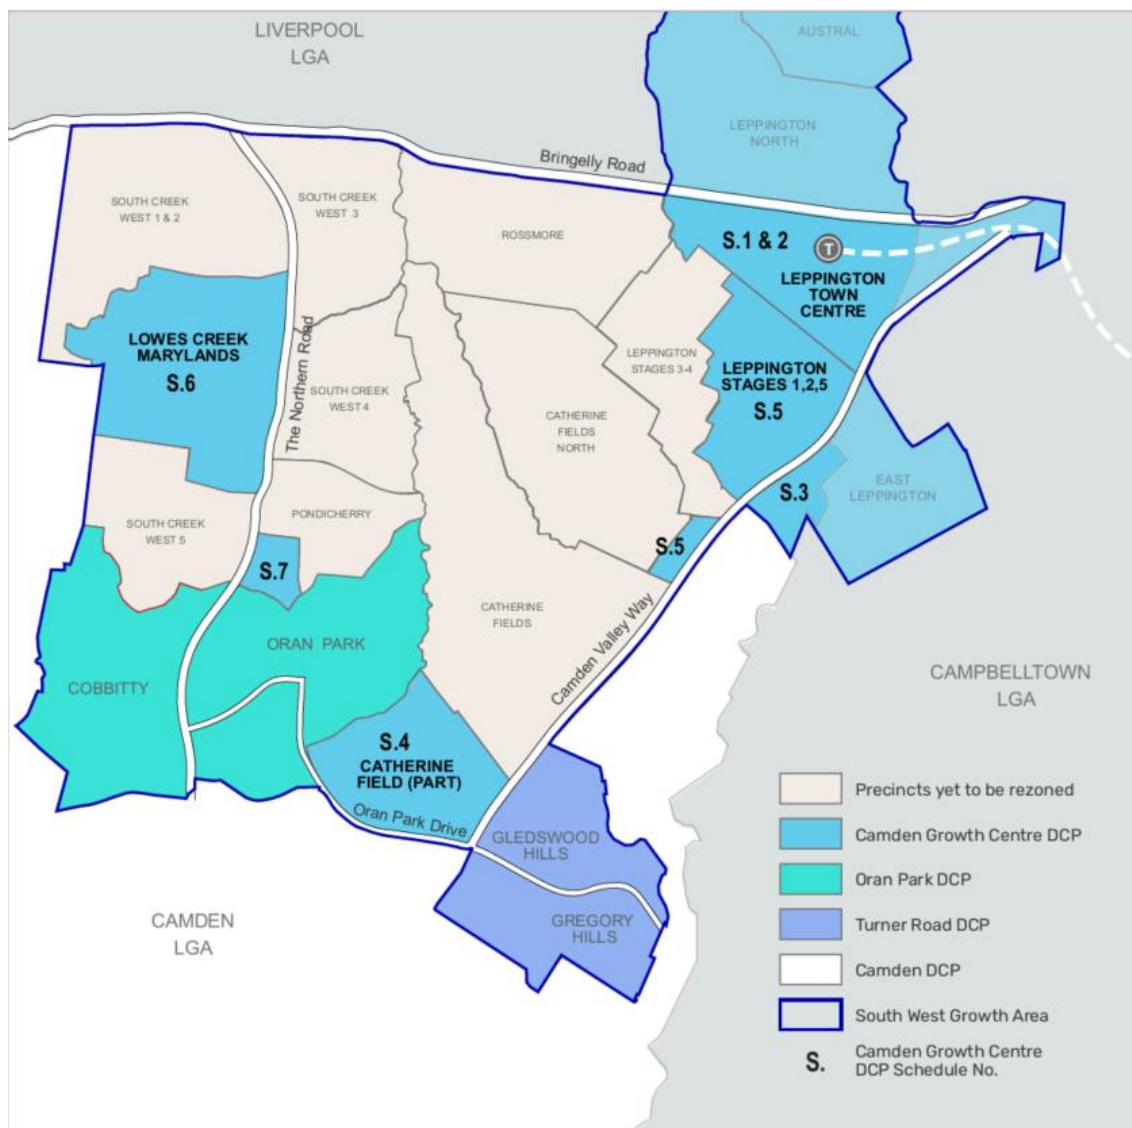 LIVERPOOL
LGA
AUSTRAL
LEPPINGTON
NORTH
Bringelly Road
SOUTH CREEK
WEST 1 & 2
SOUTH CREEK
WEST 3
ROSSMORE
S.1 & 2
T
LEPPINGTON
TOWN
CENTRE
LOWES CREEK
MARYLANDS
S.6
The Northern Road
SOUTH CREEK
WEST 4
LEPPINGTON
STAGES 3-4
LEPPINGTON
STAGES 1,2,5
S.5
CATHERINE
FIELDS
NORTH
S.3
EAST
LEPPINGTON
SOUTH CREEK
WEST 5
PONDICHERRY
S.7
S.5
CATHERINE
FIELDS
Camden Valley Way
ORAN PARK
COBBITTY
CAMPBELLTOWN
LGA
S.4
CATHERINE
FIELD (PART)
Oran Park Drive
GLEDSWOOD
HILLS
GREGORY
HILLS
CAMDEN
LGA
Precincts yet to be rezoned
Camden Growth Centre DCP
Oran Park DCP
Turner Road DCP
Camden DCP
South West Growth Area
S. Camden Growth Centre
DCP Schedule No.